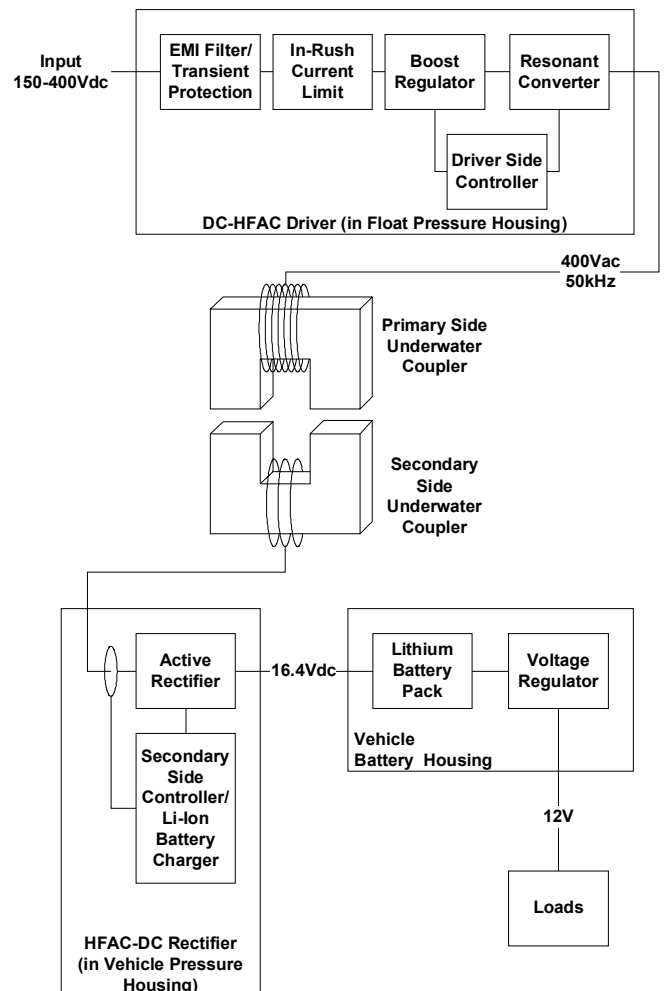 Input
150-400Vdc
EMI Filter/
Transient
Protection
In-Rush
Current
Limit
Boost
Regulator
Resonant
Converter
Driver Side
Controller
DC-HFAC Driver (in Float Pressure Housing)
400Vac
50kHz
Primary Side
Underwater
Coupler
Secondary
Side
Underwater
Coupler
Active
Rectifier
16.4Vdc
Lithium
Battery
Pack
Voltage
Regulator
Vehicle
Battery Housing
Secondary
Side
Controller/
Li-Ion
Battery
Charger
12V
Loads
HFAC-DC Rectifier
(in Vehicle Pressure
Housing)